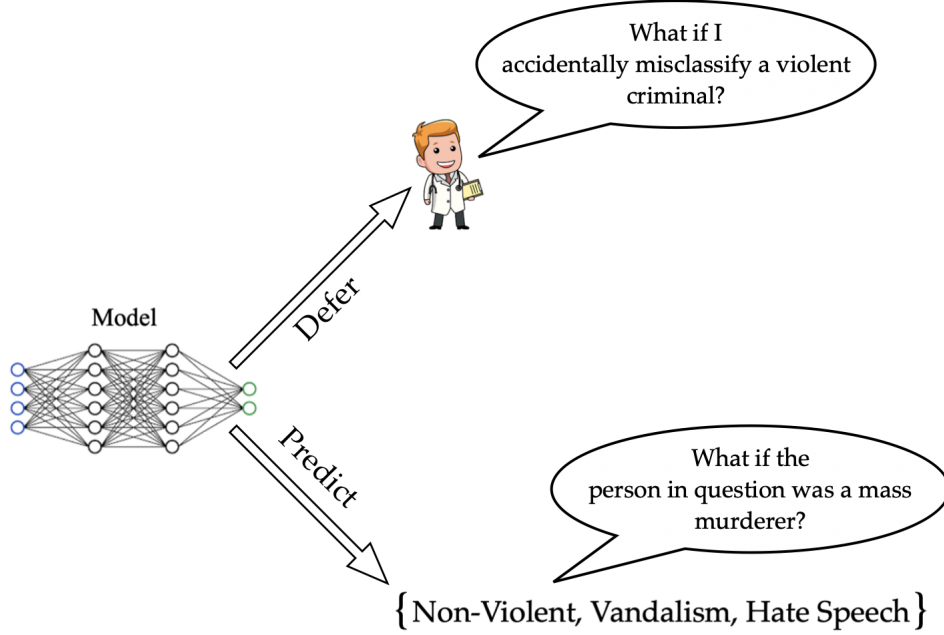 What if I
accidentally misclassify a violent
criminal?
Defer
Model
Predict
What if the
person in question was a mass
murderer?
{Non-Violent, Vandalism, Hate Speech}